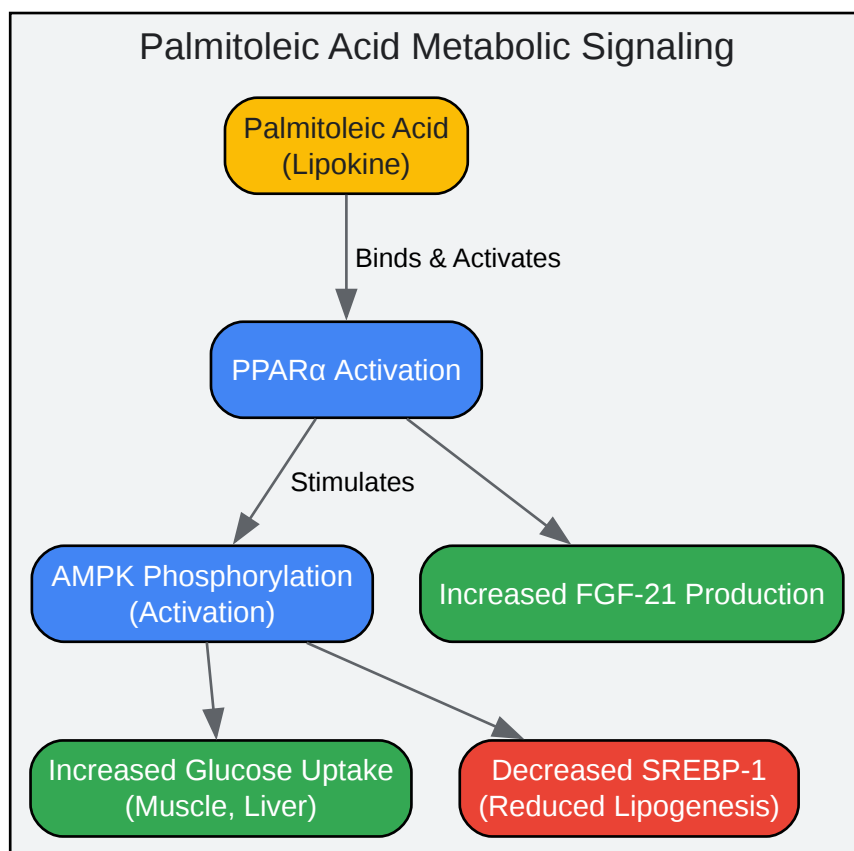 Palmitoleic Acid Metabolic Signaling
Palmitoleic Acid
(Lipokine)
Binds & Activates
PPARα Activation
Stimulates
AMPK Phosphorylation
(Activation)
Increased FGF-21 Production
Increased Glucose Uptake
(Muscle, Liver)
Decreased SREBP-1
(Reduced Lipogenesis)